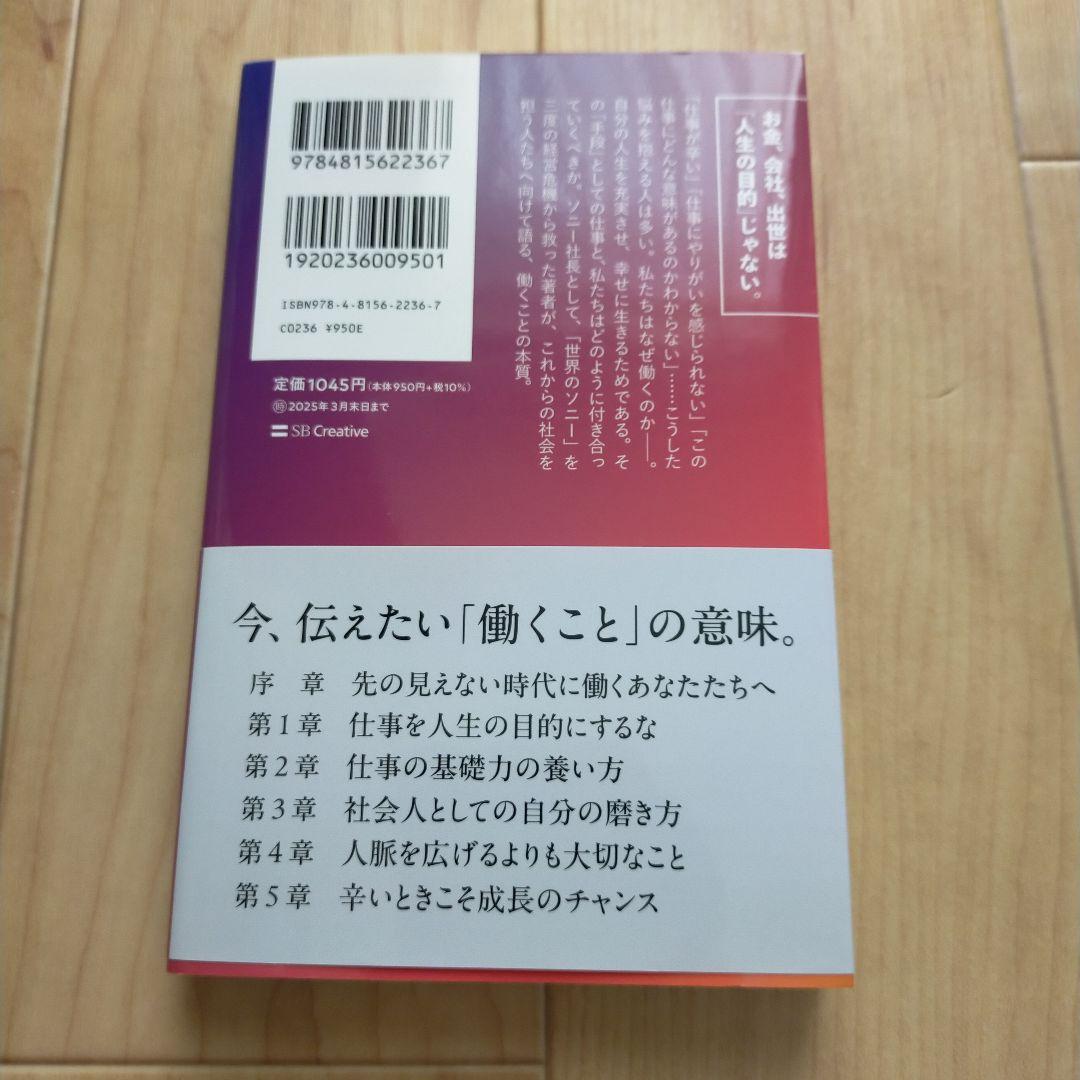 お金、会社、出世は
「人生の目的」じゃない。
「仕事が辛い」「仕事にやりがいを感じられない」「この
仕事にどんな意味があるのかわからない」……こうした
悩みを抱える人は多い。私たちはなぜ働くのか──。
自分の人生を充実させ、幸せに生きるためである。そ
の「手段」としての仕事と、私たちはどのように付き合っ
ていくべきか。ソニー社長として、「世界のソニー」を
三度の経営危機から救った著者が、これからの社会を
担う人たちへ向けて語る、働くことの本質。
9784815622367
1920236009501
ISBN978-4-8156-2236-7
C0236 ¥950E
定価1045円(本体950円+税10%)
時 2025年3月末日まで
SB Creative
今、伝えたい「働くこと」の意味。
序 章 先の見えない時代に働くあなたたちへ
第1章 仕事を人生の目的にするな
第2章 仕事の基礎力の養い方
第3章 社会人としての自分の磨き方
第4章 人脈を広げるよりも大切なこと
第5章 辛いときこそ成長のチャンス